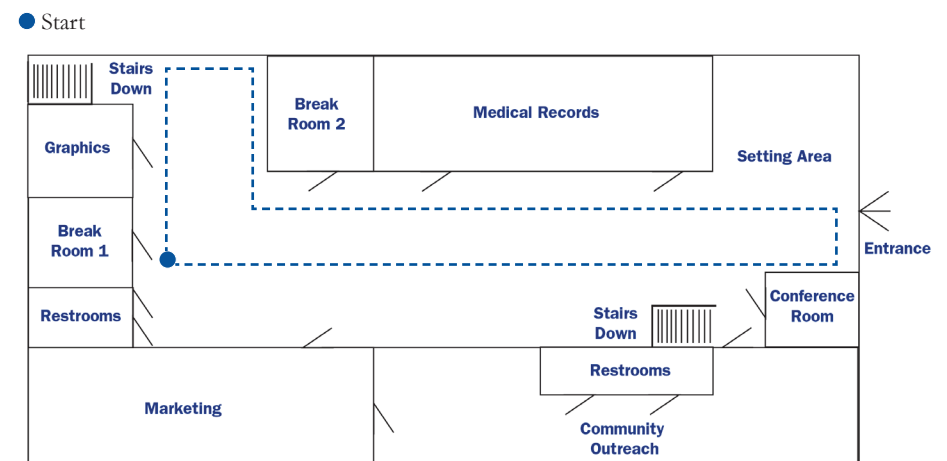 Start
Stairs
Down
Break
Room 2
Medical Records
Graphics
Setting Area
Break
Room 1
Entrance
Restrooms
Conference
Room
Stairs
Down
Restrooms
Marketing
Community
Outreach